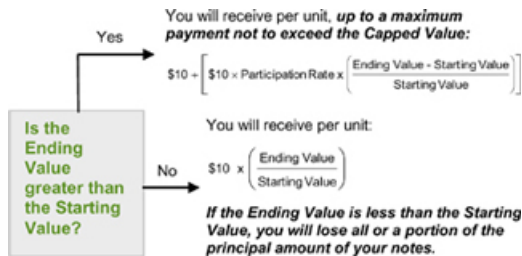 You will receive per unit, up to a maximum
payment not to exceed the Capped Value:
Yes
$10 + [$10 × Participation Rate x (Ending Value - Starting Value
Starting Value)]
Is the
Ending
Value
greater than
the Starting
Value?
No
You will receive per unit:
$10 x (Ending Value
Starting Value)
If the Ending Value is less than the Starting
Value, you will lose all or a portion of the
principal amount of your notes.